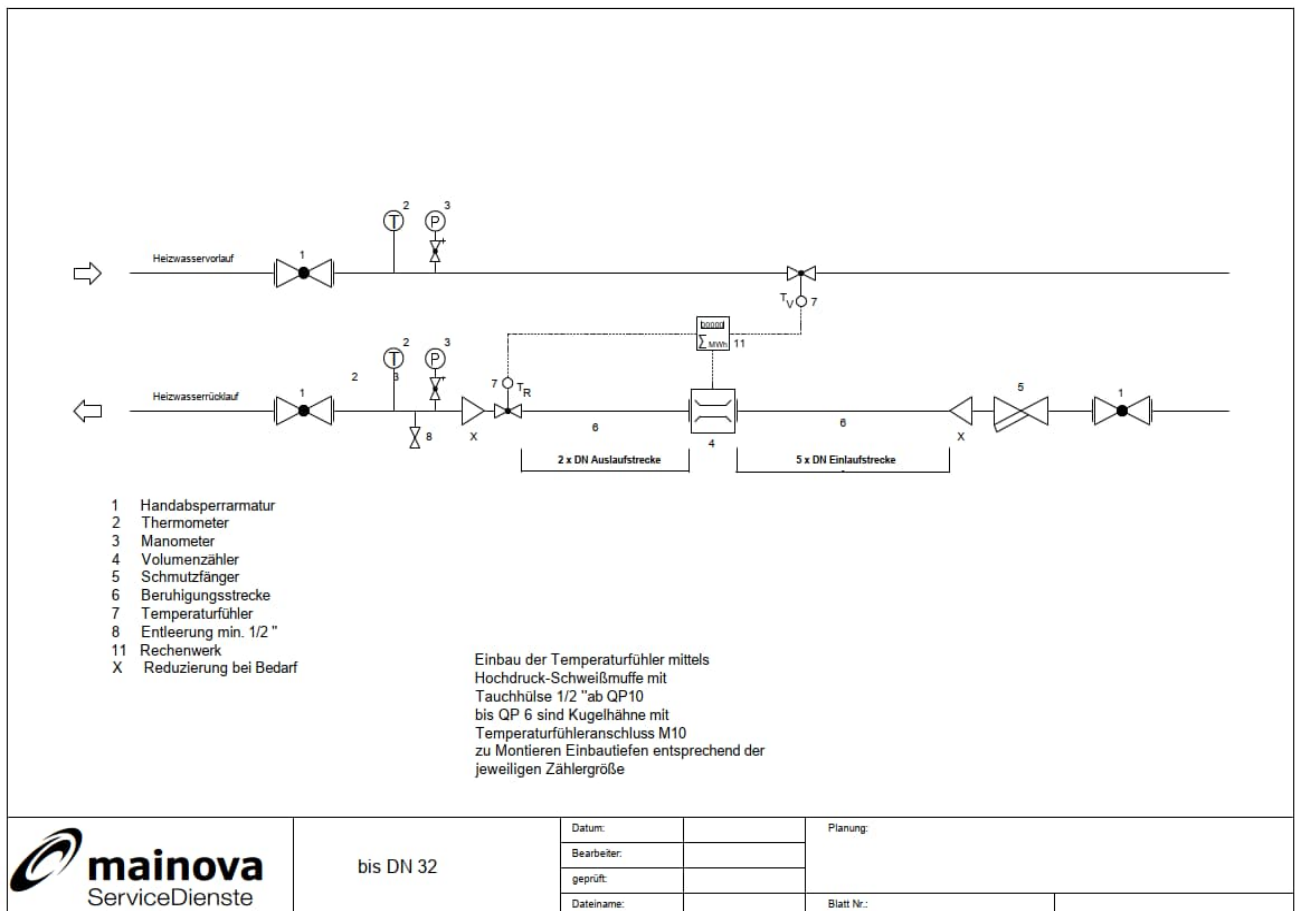 2
3
T
P
Heizwasservorlauf
1
TV
7
00000
Σ MWh
11
2
3
T
P
2
3
Heizwasserrücklauf
1
7
TR
5
1
8
X
6
4
6
X
2 x DN Auslaufstrecke
5 x DN Einlaufstrecke
1 Handabsperrarmatur
2 Thermometer
3 Manometer
4 Volumenzähler
5 Schmutzfänger
6 Beruhigungsstrecke
7 Temperaturfühler
8 Entleerung min. 1/2 "
11 Rechenwerk
X Reduzierung bei Bedarf
Einbau der Temperaturfühler mittels
Hochdruck-Schweißmuffe mit
Tauchhülse 1/2 "ab QP10
bis QP 6 sind Kugelhähne mit
Temperaturfühleranschluss M10
zu Montieren Einbautiefen entsprechend der
jeweiligen Zählergröße
mainova
ServiceDienste
bis DN 32
Datum:
Bearbeiter:
geprüft:
Dateiname:
Planung:
Blatt Nr.: